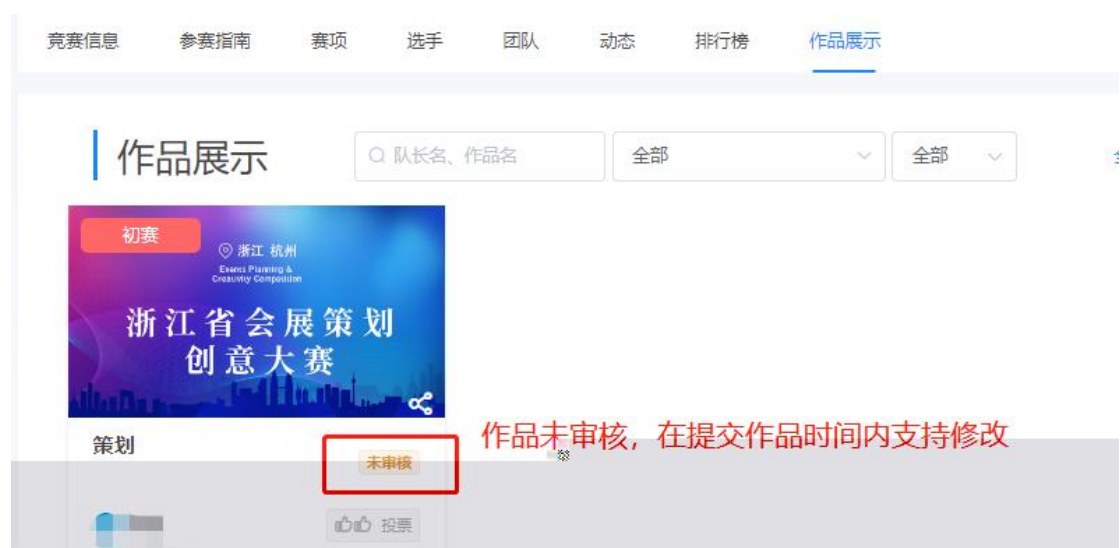 竞赛信息 参赛指南 赛项 选手 团队 动态 排行榜 作品展示
作品展示 队长名、作品名 全部 全部
初赛
浙江 杭州
Events Planning &
Creativity Competition
浙江省会展策划
创意大赛
作品未审核，在提交作品时间内支持修改
策划
未审核
投票